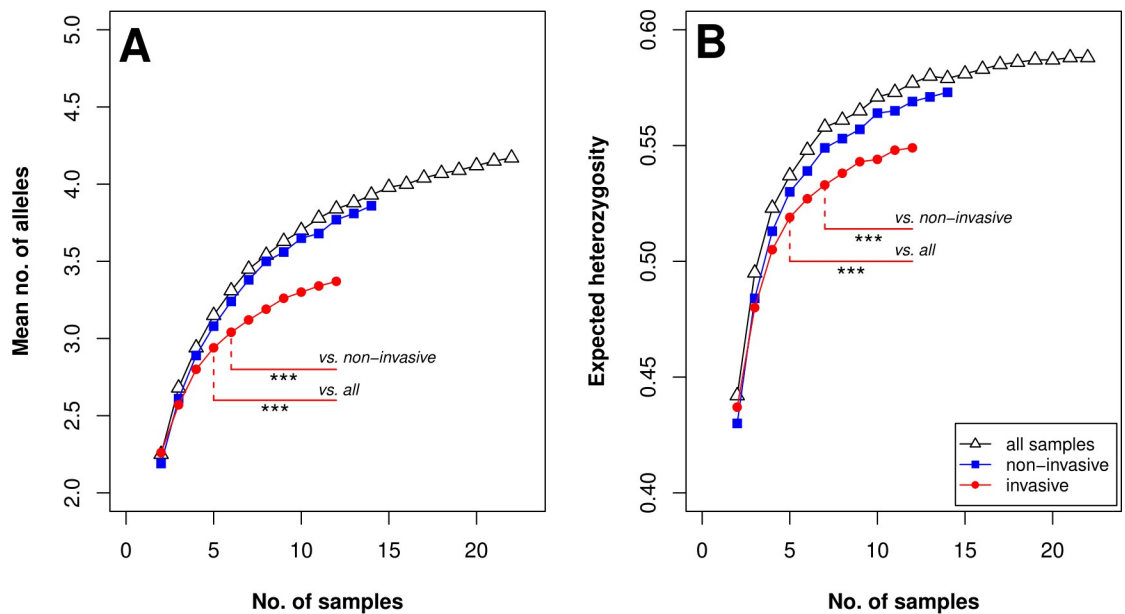 A
Mean no. of alleles
5.0
4.5
4.0
3.5
3.0
2.5
2.0
vs. non−invasive
***
vs. all
***
0 5 10 15 20
No. of samples
B
Expected heterozygosity
0.60
0.55
0.50
0.45
0.40
vs. non−invasive
***
vs. all
***
all samples
non−invasive
invasive
0 5 10 15 20
No. of samples